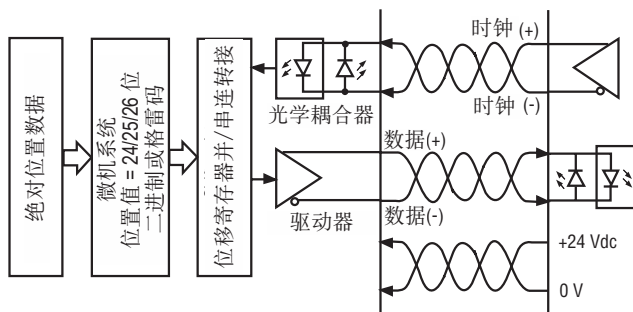 绝对位置数据
微机系统
位置值 = 24/25/26 位
二进制或格雷码
位移寄存器并/串连转接
光学耦合器
驱动器
时钟 (+)
时钟 (-)
数据(+)
数据(-)
+24 Vdc
0 V